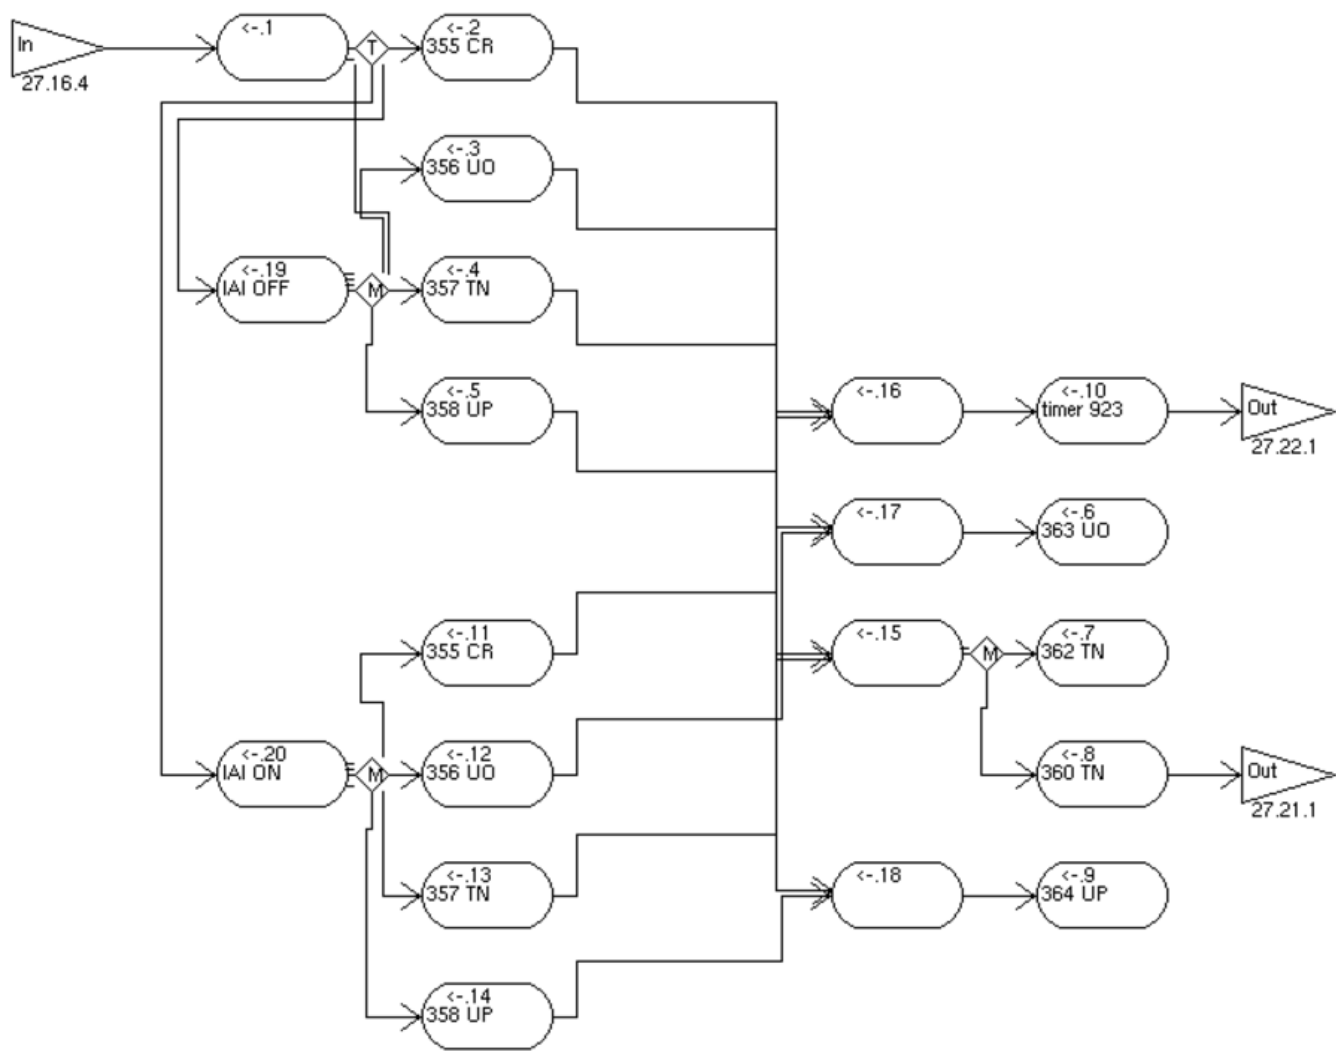 In
27.16.4
<-.1
T
<-.2
355 CR
<-.3
356 UO
<-.19
IAI OFF
M
<-.4
357 TN
<-.5
358 UP
<-.16
<-.10
timer 923
Out
27.22.1
<-.17
<-.6
363 UO
<-.11
355 CR
<-.15
M
<-.7
362 TN
<-.20
IAI ON
M
<-.12
356 UO
<-.8
360 TN
Out
27.21.1
<-.13
357 TN
<-.18
<-.9
364 UP
<-.14
358 UP